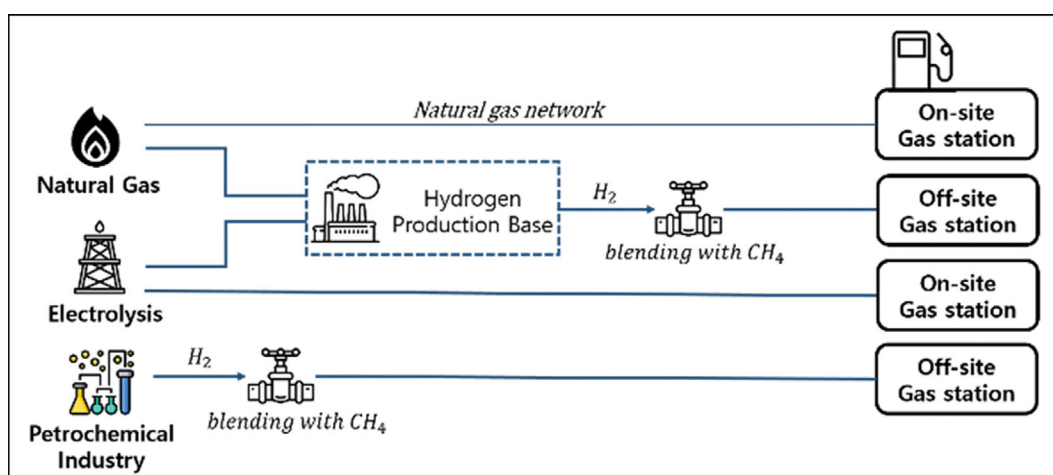 Natural gas network
On-site
Gas station
Natural Gas
Hydrogen
Production Base
H₂
blending with CH₄
Off-site
Gas station
Electrolysis
On-site
Gas station
H₂
blending with CH₄
Off-site
Gas station
Petrochemical
Industry